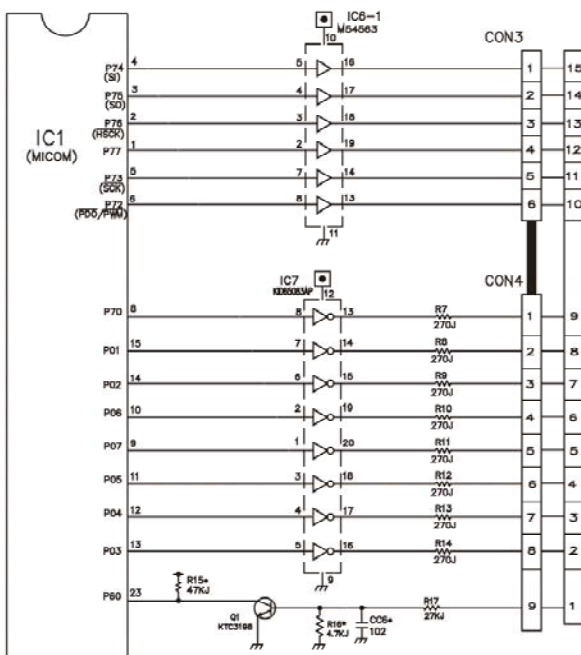 IC6-1
M54563
10
CON3
P74 4 5 16 1 15
(SI)
P75 3 4 17 2 14
(SO)
P76 2 3 18 3 13
(HSCK)
IC1
(MICOM)
P77 1 2 19 4 12
P73 5 7 14 5 11
(SCK)
P72 6 8 13 6 10
(PDO/PWM)
11
IC7
KID65083AP
12
CON4
P70 8 8 13 R7 1 9
270J
P01 15 7 14 R8 2 8
270J
P02 14 6 15 R9 3 7
270J
P06 10 2 19 R10 4 6
270J
P07 9 1 20 R11 5 5
270J
P05 11 3 18 R12 6 4
270J
P04 12 4 17 R13 7 3
270J
P03 13 5 16 R14 8 2
270J
9
P60 23
R15*
47KJ
Q1
KTC3198
R16*
4.7KJ
CC6*
102
R17 9 1
27KJ